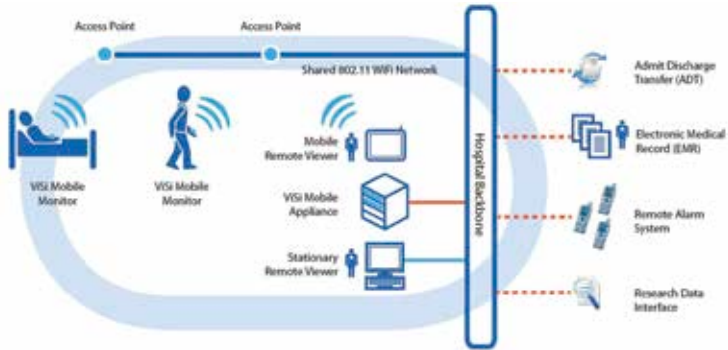 Access Point
Access Point
Shared 802.11 WiFi Network
ViSi Mobile
Monitor
ViSi Mobile
Monitor
Mobile
Remote Viewer
ViSi Mobile
Appliance
Stationary
Remote Viewer
Hospital Backbone
Admit Discharge
Transfer (ADT)
Electronic Medical
Record (EMR)
Remote Alarm
System
Research Data
Interface